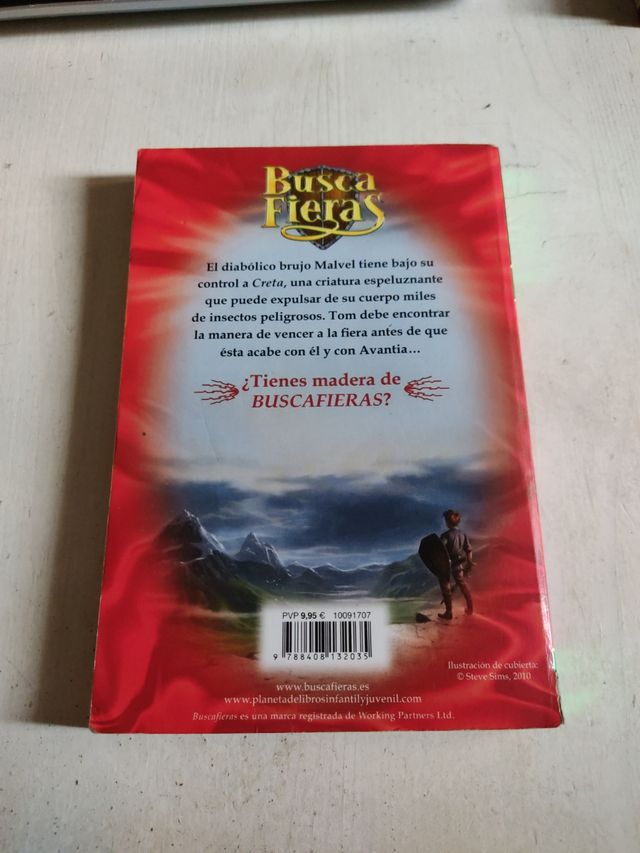 Busca
Fieras
El diabólico brujo Malvel tiene bajo su
control a Creta, una criatura espeluznante
que puede expulsar de su cuerpo miles
de insectos peligrosos. Tom debe encontrar
la manera de vencer a la fiera antes de que
ésta acabe con él y con Avantia...
¿Tienes madera de
BUSCAFIERAS?
PVP 9,95 € 10091707
9 788408 132035
Ilustración de cubierta:
© Steve Sims, 2010
www.buscafieras.es
www.planetadelibrosinfantilyjuvenil.com
Buscafieras es una marca registrada de Working Partners Ltd.